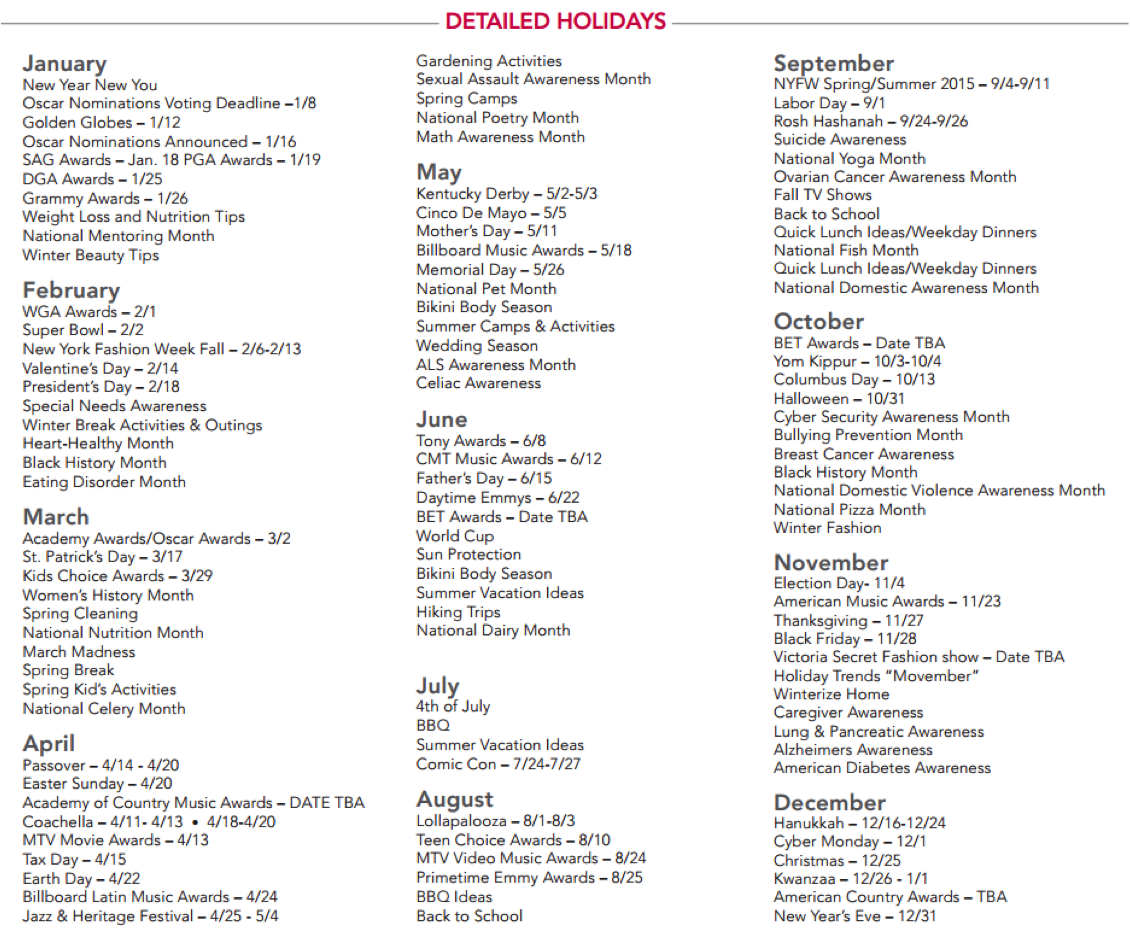 DETAILED HOLIDAYS
January
New Year New You
Oscar Nominations Voting Deadline –1/8
Golden Globes – 1/12
Oscar Nominations Announced – 1/16
SAG Awards – Jan. 18 PGA Awards – 1/19
DGA Awards – 1/25
Grammy Awards – 1/26
Weight Loss and Nutrition Tips
National Mentoring Month
Winter Beauty Tips
February
WGA Awards – 2/1
Super Bowl – 2/2
New York Fashion Week Fall – 2/6-2/13
Valentine's Day – 2/14
President's Day – 2/18
Special Needs Awareness
Winter Break Activities & Outings
Heart-Healthy Month
Black History Month
Eating Disorder Month
March
Academy Awards/Oscar Awards – 3/2
St. Patrick's Day – 3/17
Kids Choice Awards – 3/29
Women's History Month
Spring Cleaning
National Nutrition Month
March Madness
Spring Break
Spring Kid's Activities
National Celery Month
April
Passover – 4/14 - 4/20
Easter Sunday – 4/20
Academy of Country Music Awards – DATE TBA
Coachella – 4/11- 4/13 • 4/18-4/20
MTV Movie Awards – 4/13
Tax Day – 4/15
Earth Day – 4/22
Billboard Latin Music Awards – 4/24
Jazz & Heritage Festival – 4/25 - 5/4
Gardening Activities
Sexual Assault Awareness Month
Spring Camps
National Poetry Month
Math Awareness Month
May
Kentucky Derby – 5/2-5/3
Cinco De Mayo – 5/5
Mother's Day – 5/11
Billboard Music Awards – 5/18
Memorial Day – 5/26
National Pet Month
Bikini Body Season
Summer Camps & Activities
Wedding Season
ALS Awareness Month
Celiac Awareness
June
Tony Awards – 6/8
CMT Music Awards – 6/12
Father's Day – 6/15
Daytime Emmys – 6/22
BET Awards – Date TBA
World Cup
Sun Protection
Bikini Body Season
Summer Vacation Ideas
Hiking Trips
National Dairy Month
July
4th of July
BBQ
Summer Vacation Ideas
Comic Con – 7/24-7/27
August
Lollapalooza – 8/1-8/3
Teen Choice Awards – 8/10
MTV Video Music Awards – 8/24
Primetime Emmy Awards – 8/25
BBQ Ideas
Back to School
September
NYFW Spring/Summer 2015 – 9/4-9/11
Labor Day – 9/1
Rosh Hashanah – 9/24-9/26
Suicide Awareness
National Yoga Month
Ovarian Cancer Awareness Month
Fall TV Shows
Back to School
Quick Lunch Ideas/Weekday Dinners
National Fish Month
Quick Lunch Ideas/Weekday Dinners
National Domestic Awareness Month
October
BET Awards – Date TBA
Yom Kippur – 10/3-10/4
Columbus Day – 10/13
Halloween – 10/31
Cyber Security Awareness Month
Bullying Prevention Month
Breast Cancer Awareness
Black History Month
National Domestic Violence Awareness Month
National Pizza Month
Winter Fashion
November
Election Day- 11/4
American Music Awards – 11/23
Thanksgiving – 11/27
Black Friday – 11/28
Victoria Secret Fashion show – Date TBA
Holiday Trends “Movember”
Winterize Home
Caregiver Awareness
Lung & Pancreatic Awareness
Alzheimers Awareness
American Diabetes Awareness
December
Hanukkah – 12/16-12/24
Cyber Monday – 12/1
Christmas – 12/25
Kwanzaa – 12/26 - 1/1
American Country Awards – TBA
New Year's Eve – 12/31